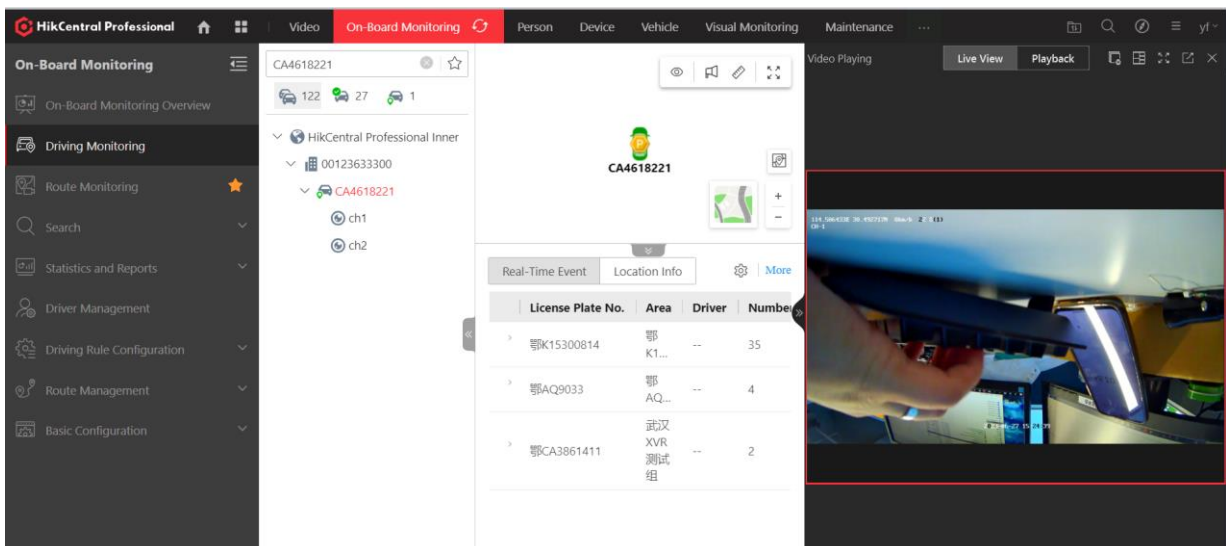 HikCentral Professional
Video
On-Board Monitoring
Person
Device
Vehicle
Visual Monitoring
Maintenance
...
yf
On-Board Monitoring
On-Board Monitoring Overview
Driving Monitoring
Route Monitoring
Search
Statistics and Reports
Driver Management
Driving Rule Configuration
Route Management
Basic Configuration
CA4618221
122
27
1
HikCentral Professional Inner
00123633300
CA4618221
ch1
ch2
P
CA4618221
+
−
Real-Time Event
Location Info
More
License Plate No.
Area
Driver
Number
鄂K15300814
鄂
K1...
--
35
鄂AQ9033
鄂
AQ...
--
4
鄂CA3861411
武汉
XVR
测试
组
--
2
Video Playing
Live View
Playback